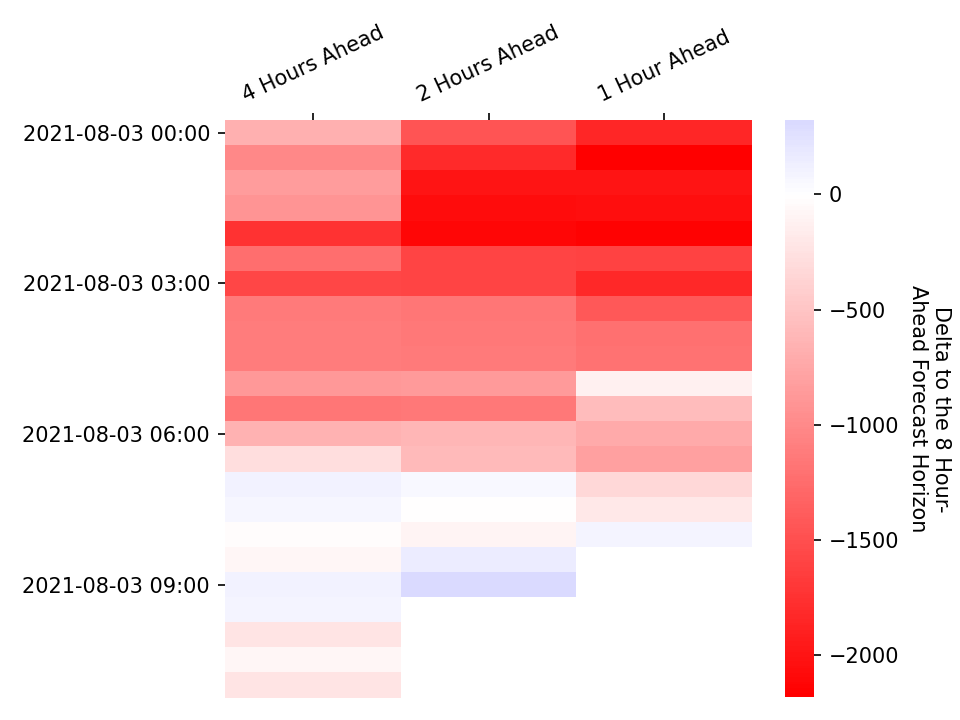 4 Hours Ahead
2 Hours Ahead
1 Hour Ahead
2021-08-03 00:00
2021-08-03 03:00
2021-08-03 06:00
2021-08-03 09:00
0
−500
−1000
−1500
−2000
Delta to the 8 Hour-
Ahead Forecast Horizon